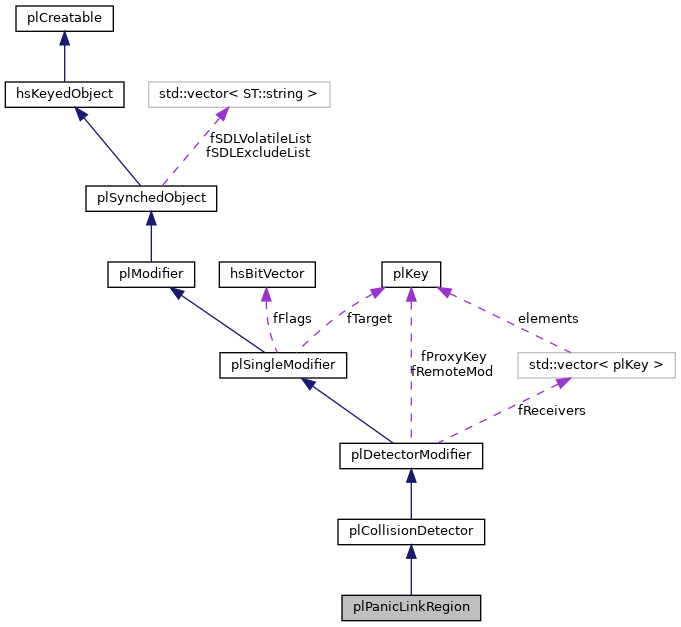 plCreatable
hsKeyedObject
std::vector< ST::string >
fSDLVolatileList
fSDLExcludeList
plSynchedObject
plModifier
hsBitVector
plKey
fFlags
fTarget
elements
fProxyKey
fRemoteMod
plSingleModifier
std::vector< plKey >
fReceivers
plDetectorModifier
plCollisionDetector
plPanicLinkRegion